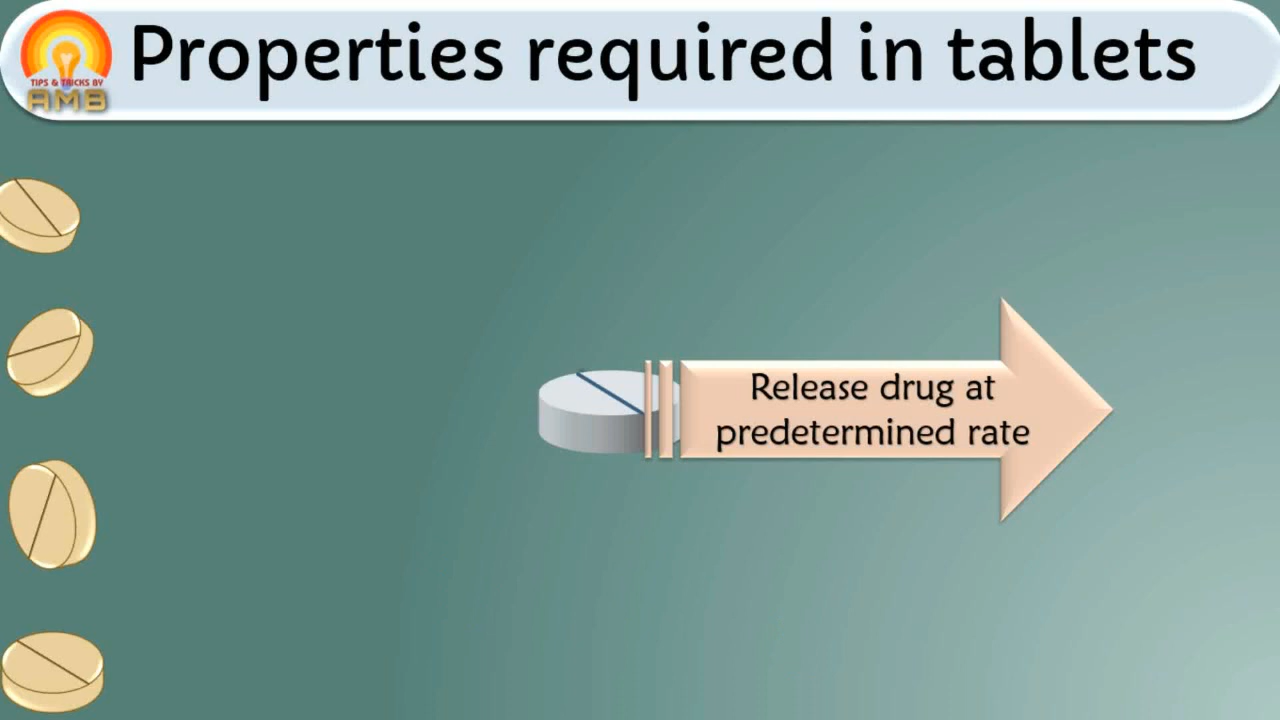 Properties required in tablets
TIPS & TRICKS BY
AMB
Release drug at
predetermined rate